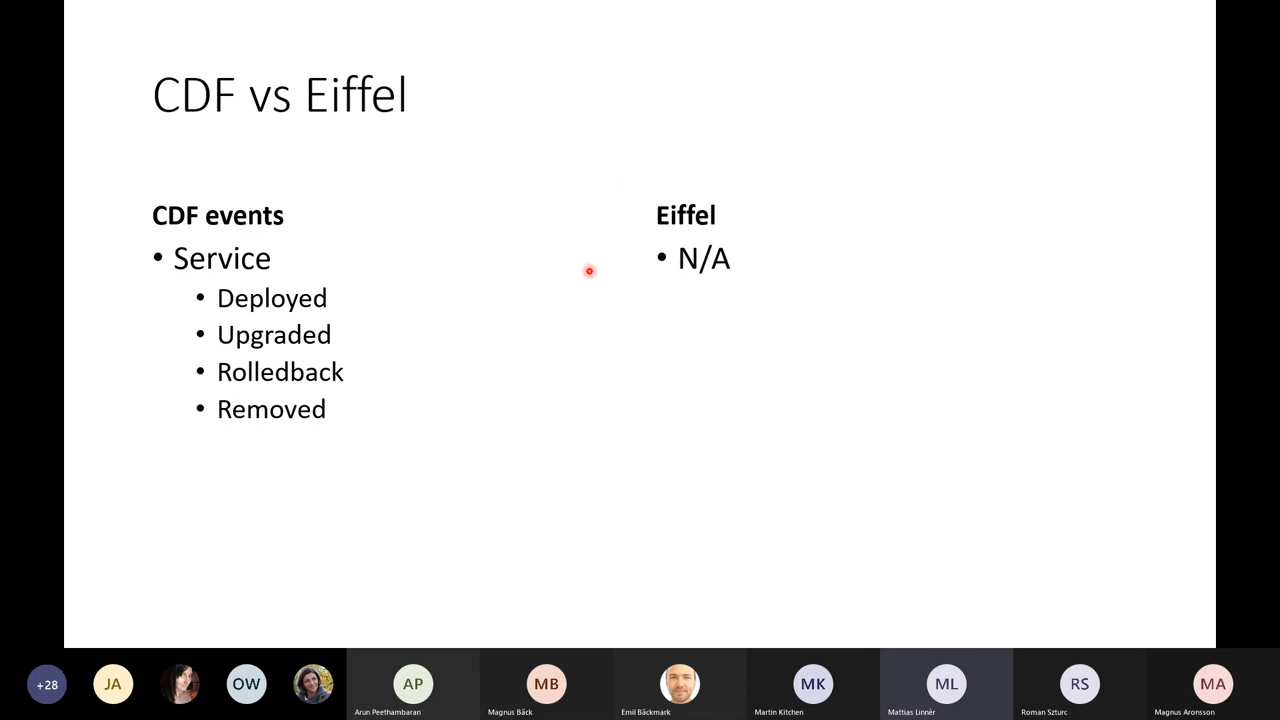 CDF vs Eiffel
CDF events
• Service
• Deployed
• Upgraded
• Rolledback
• Removed
Eiffel
• N/A
+28
JA
OW
AP
Arun Peethambaran
MB
Magnus Bäck
Emil Bäckmark
MK
Martin Kitchen
ML
Mattias Linnér
RS
Roman Szturc
MA
Magnus Aronsson